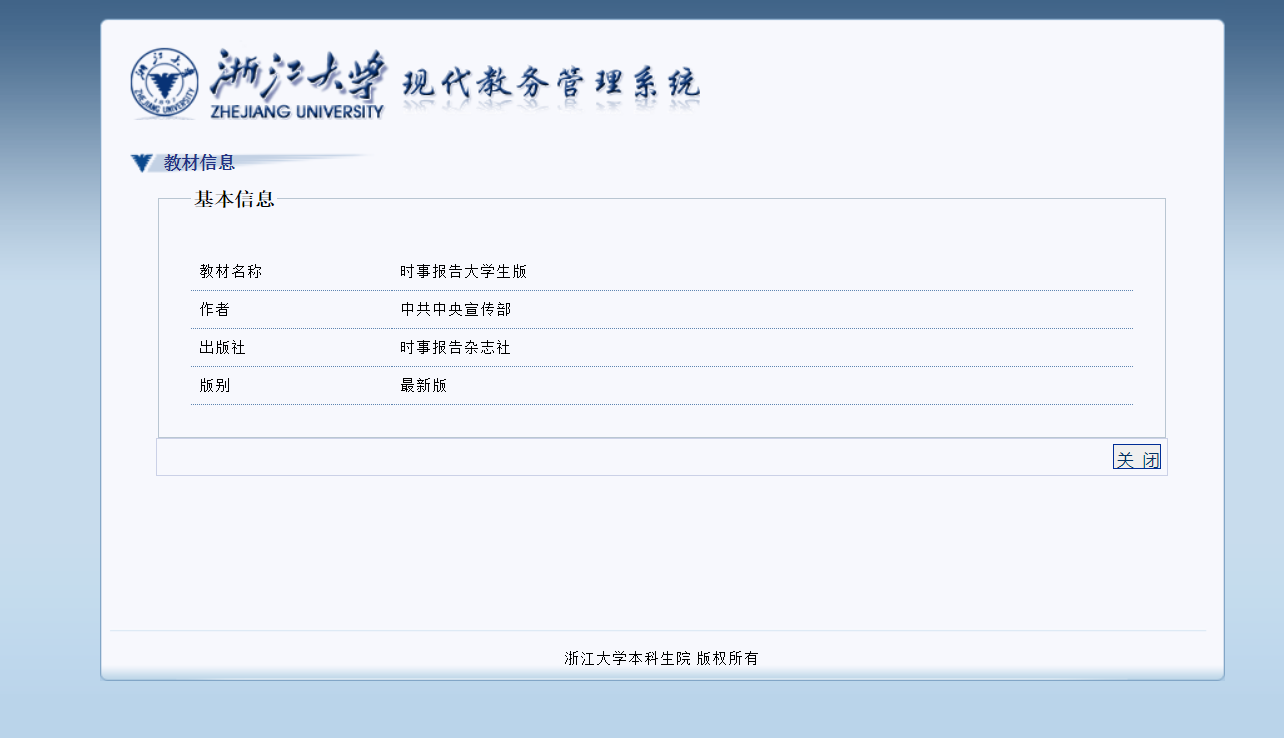 浙江大学 现代教务管理系统
ZHEJIANG UNIVERSITY
教材信息
基本信息
教材名称 时事报告大学生版
作者 中共中央宣传部
出版社 时事报告杂志社
版别 最新版
关 闭
浙江大学本科生院 版权所有